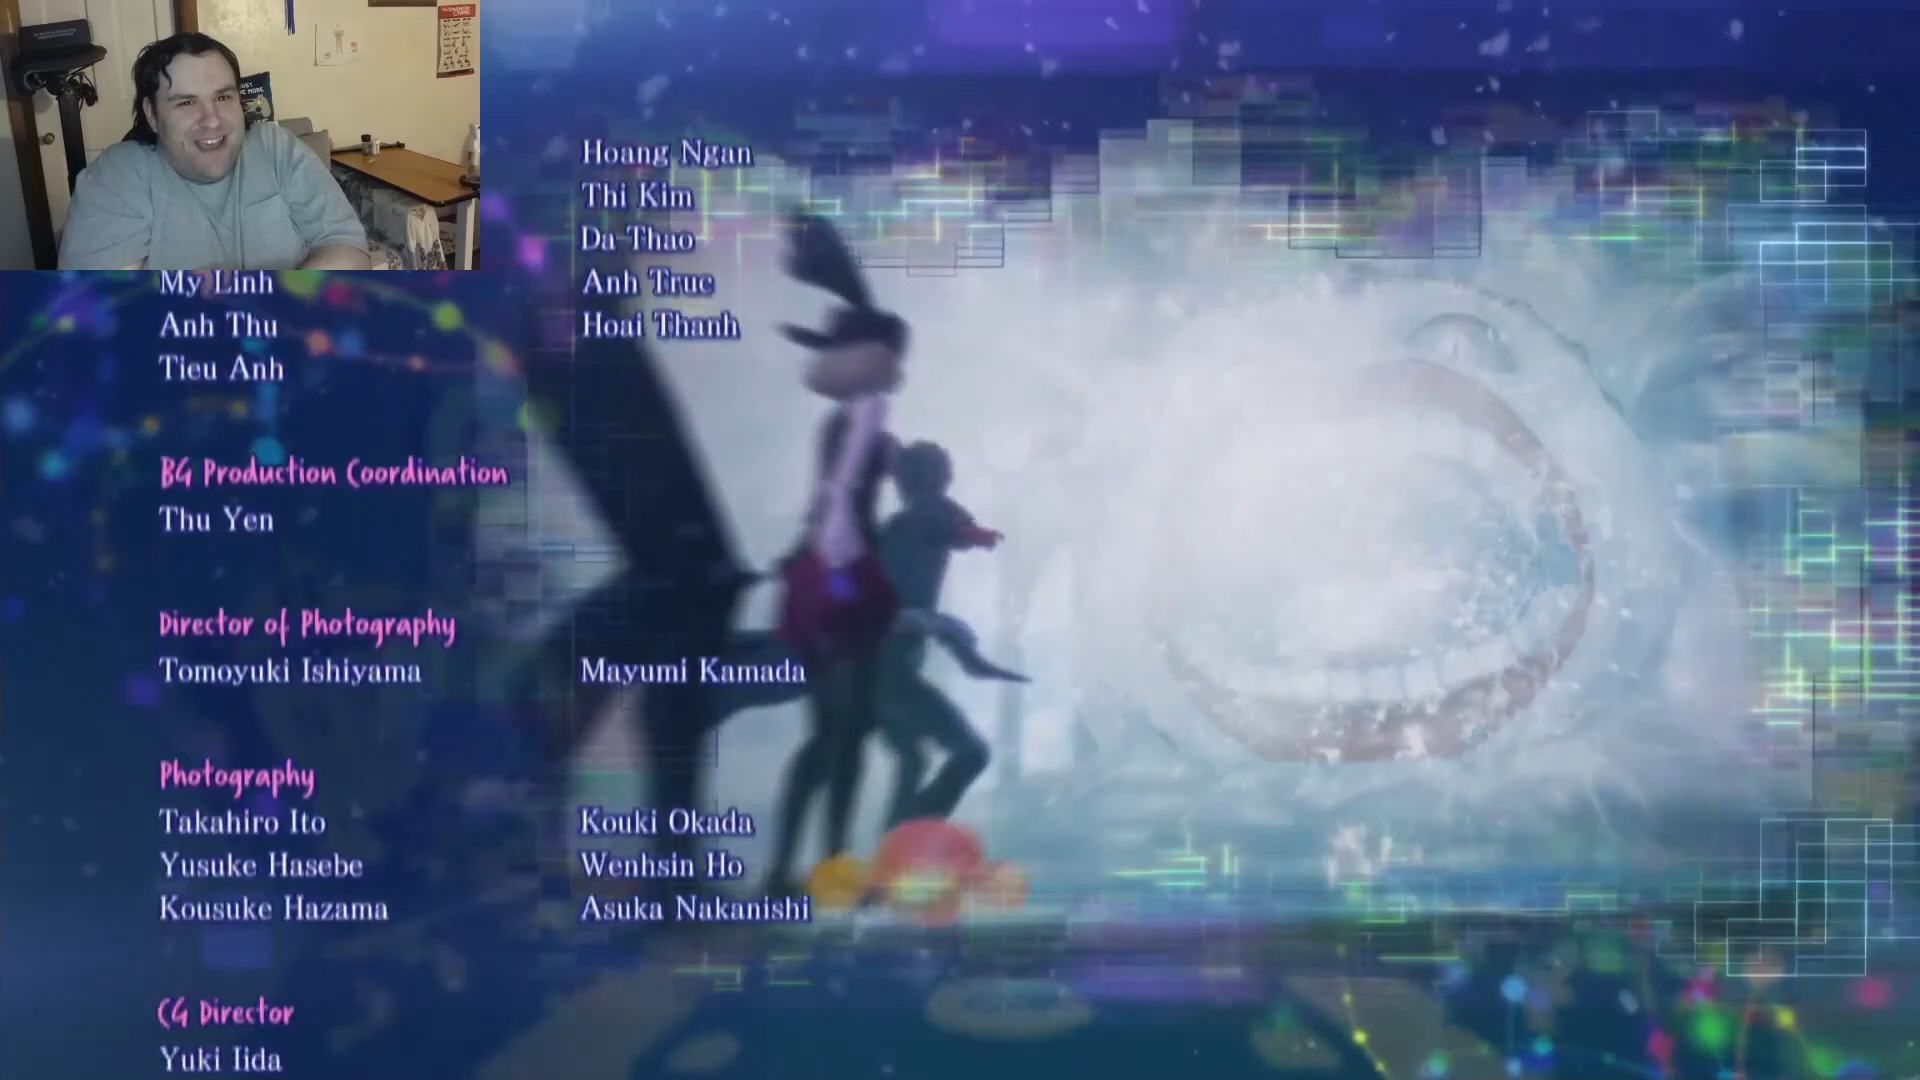 Hoang Ngan
Thi Kim
Da Thao
My Linh
Anh Truc
Anh Thu
Hoai Thanh
Tieu Anh
BG Production Coordination
Thu Yen
Director of Photography
Tomoyuki Ishiyama
Mayumi Kamada
Photography
Takahiro Ito
Kouki Okada
Yusuke Hasebe
Wenhsin Ho
Kousuke Hazama
Asuka Nakanishi
CG Director
Yuki Iida